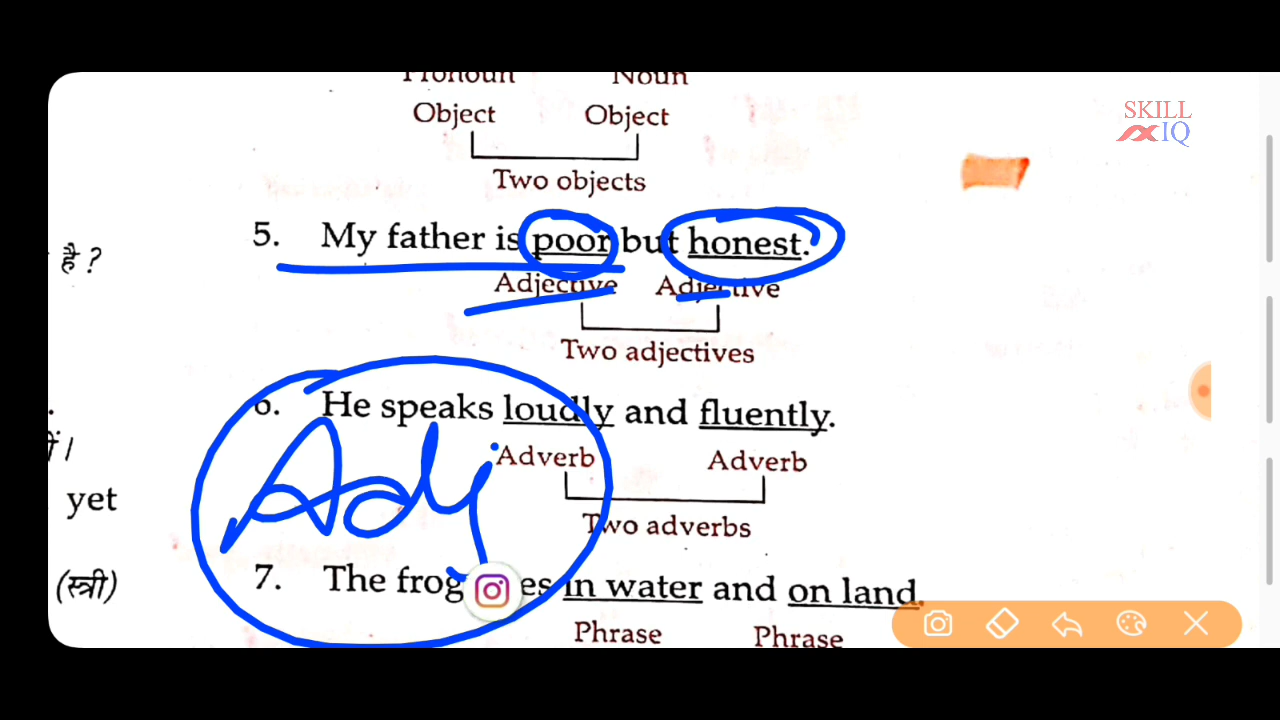 Pronoun Noun
Object Object
Two objects
SKILL
IQ
5. My father is poor but honest.
Adjective Adjective
Two adjectives
है ?
6. He speaks loudly and fluently.
Adj
Adverb Adverb
Two adverbs
yet
7. The frog in water and on land.
(स्त्री)
Phrase Phrase